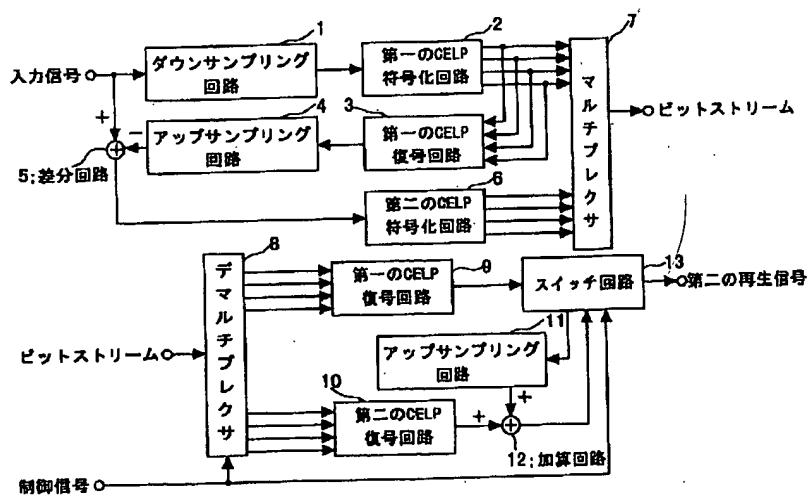 1
2
7
入力信号
ダウンサンプリング
回路
第一のCELP
符号化回路
マルチプレクサ
ビットストリーム
+
4
3
−
アップサンプリング
回路
第一のCELP
復号回路
5;差分回路
6
第二のCELP
符号化回路
8
デマルチプレクサ
第一のCELP
復号回路
9
スイッチ回路
13
第二の再生信号
11
ビットストリーム
アップサンプリング
回路
10
第二のCELP
復号回路
+
+
12;加算回路
制御信号